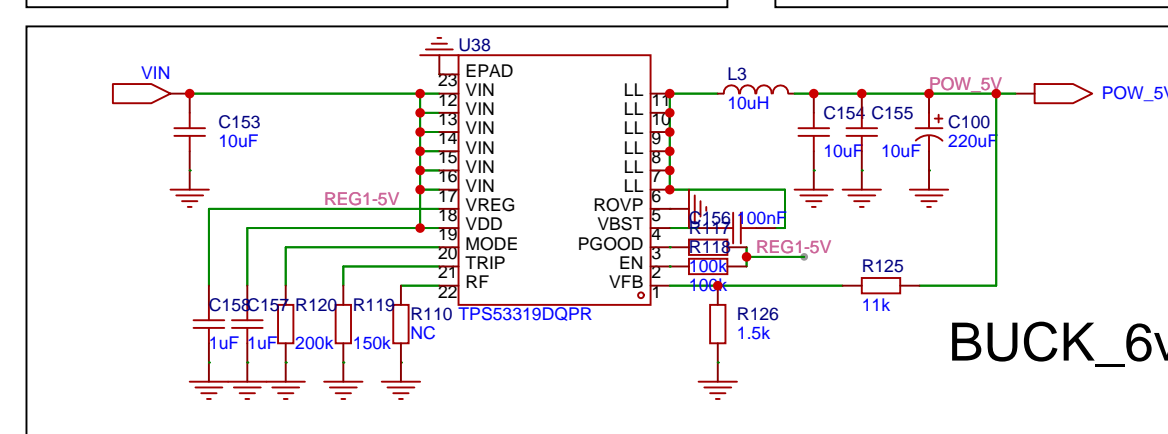 U38
VIN
EPAD
23
VIN
12
VIN
13
VIN
14
VIN
15
VIN
16
VIN
17
VREG
18
VDD
19
MODE
20
TRIP
21
RF
22
LL
11
LL
10
LL
9
LL
8
LL
7
LL
6
ROVP
5
VBST
4
PGOOD
3
EN
2
VFB
1
TPS53319DQPR
C153
10uF
REG1-5V
L3
10uH
POW_5V
POW_5V
C154
10uF
C155
10uF
+
C100
220uF
C156
100nF
R117
R118
100k
100k
REG1-5V
R125
11k
R126
1.5k
C158
1uF
C157
1uF
R120
200k
R119
150k
R110
NC
BUCK_6v